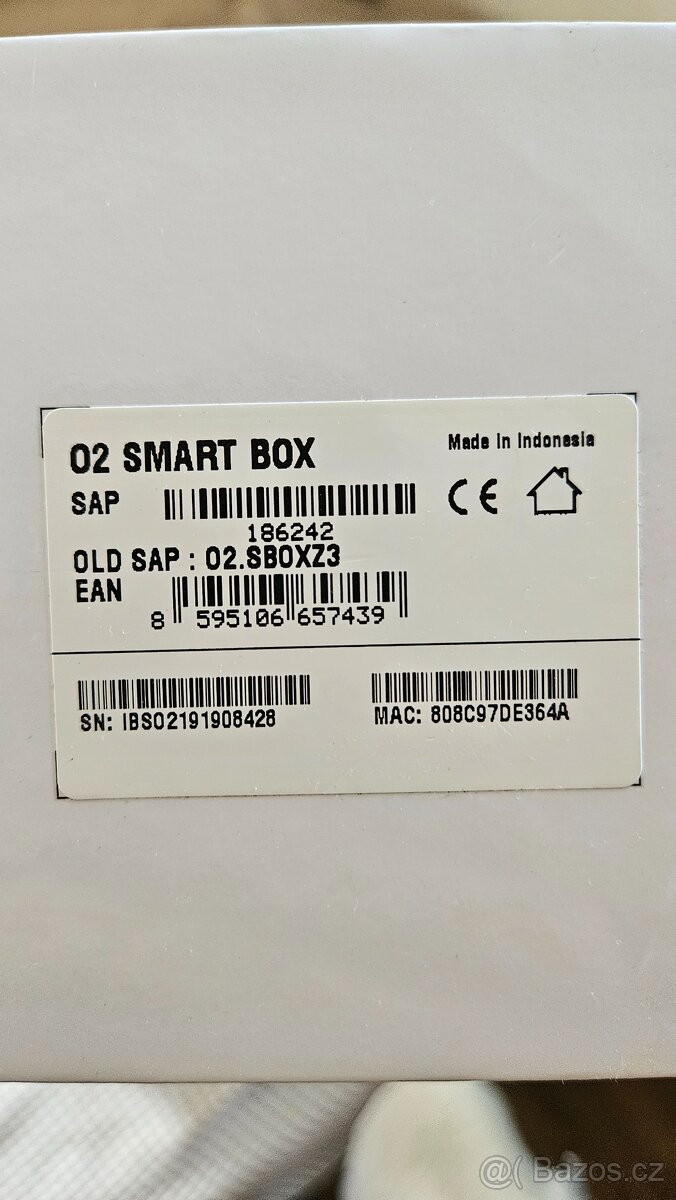 O2 SMART BOX
Made in Indonesia
SAP
CE
186242
OLD SAP : O2.SBOXZ3
EAN
8 595106 657439
SN: IBS02191908428
MAC: 808C97DE364A
@( Bazos.cz